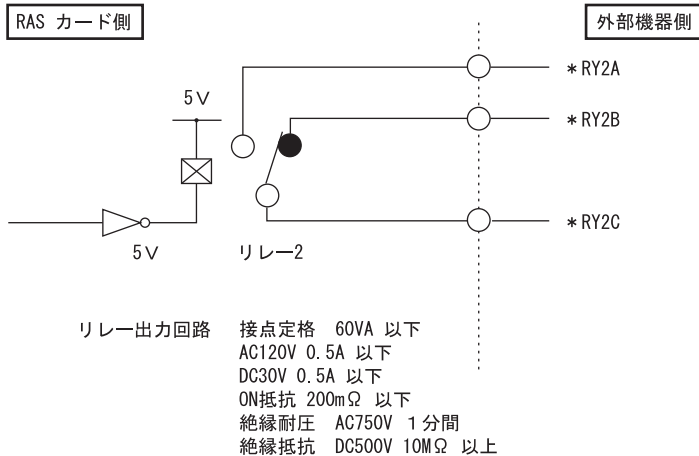 RAS カード側
外部機器側
*RY2A
5V
*RY2B
*RY2C
5V
リレー2
リレー出力回路 接点定格 60VA 以下
AC120V 0.5A 以下
DC30V 0.5A 以下
ON抵抗 200mΩ 以下
絶縁耐圧 AC750V 1分間
絶縁抵抗 DC500V 10MΩ 以上